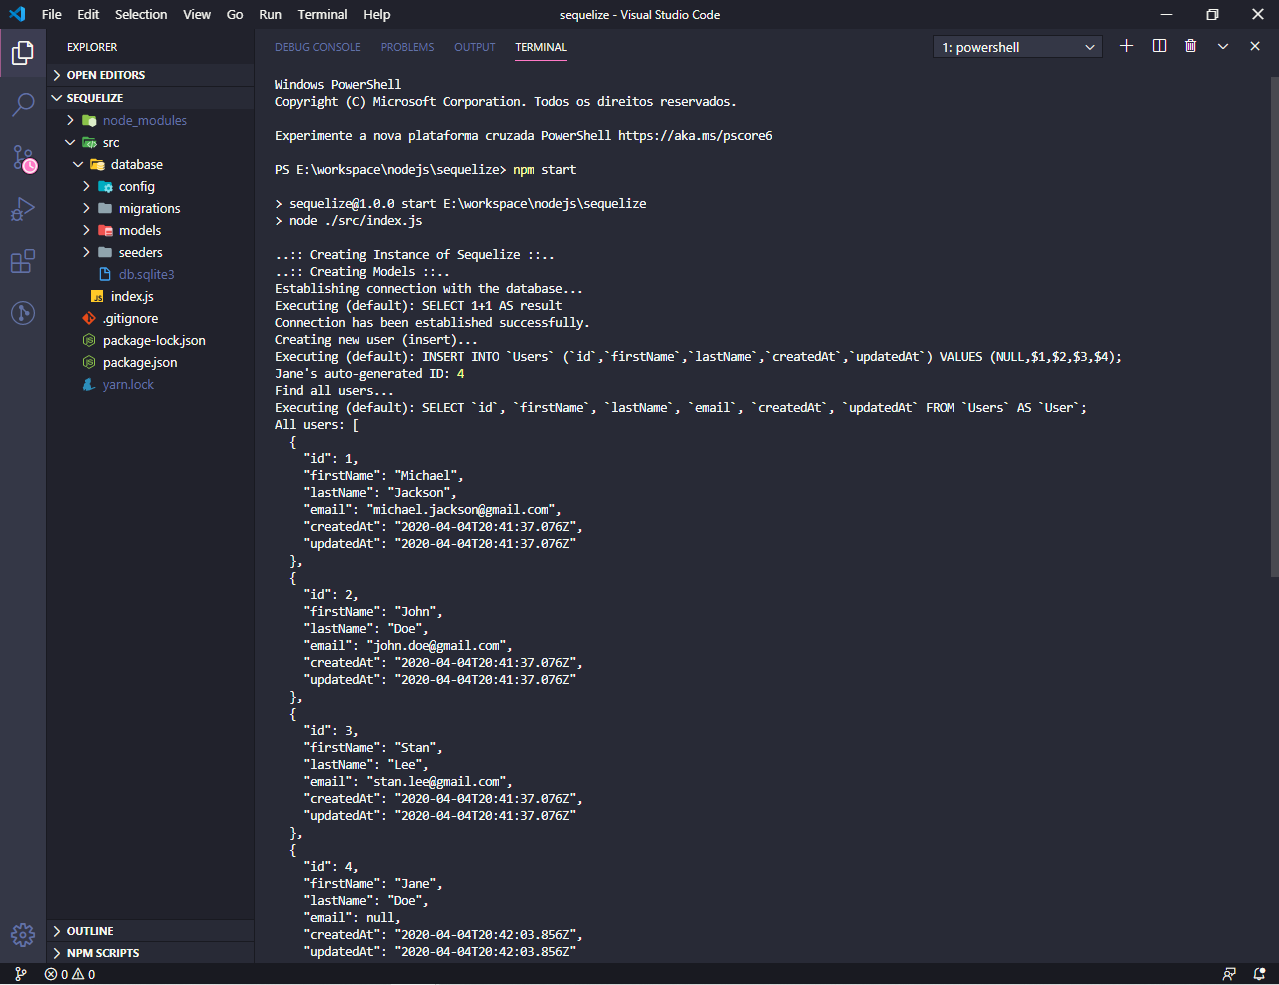 File Edit Selection View Go Run Terminal Help
sequelize - Visual Studio Code
EXPLORER
OPEN EDITORS
SEQUELIZE
node_modules
src
database
config
migrations
models
seeders
db.sqlite3
JS index.js
.gitignore
package-lock.json
package.json
yarn.lock
OUTLINE
NPM SCRIPTS
DEBUG CONSOLE PROBLEMS OUTPUT TERMINAL
1: powershell
Windows PowerShell
Copyright (C) Microsoft Corporation. Todos os direitos reservados.
Experimente a nova plataforma cruzada PowerShell https://aka.ms/pscore6
PS E:\workspace\nodejs\sequelize> npm start
> sequelize@1.0.0 start E:\workspace\nodejs\sequelize
> node ./src/index.js
..:: Creating Instance of Sequelize ::..
..:: Creating Models ::..
Establishing connection with the database...
Executing (default): SELECT 1+1 AS result
Connection has been established successfully.
Creating new user (insert)...
Executing (default): INSERT INTO `Users` (`id`,`firstName`,`lastName`,`createdAt`,`updatedAt`) VALUES (NULL,$1,$2,$3,$4);
Jane's auto-generated ID: 4
Find all users...
Executing (default): SELECT `id`, `firstName`, `lastName`, `email`, `createdAt`, `updatedAt` FROM `Users` AS `User`;
All users: [
{
"id": 1,
"firstName": "Michael",
"lastName": "Jackson",
"email": "michael.jackson@gmail.com",
"createdAt": "2020-04-04T20:41:37.076Z",
"updatedAt": "2020-04-04T20:41:37.076Z"
},
{
"id": 2,
"firstName": "John",
"lastName": "Doe",
"email": "john.doe@gmail.com",
"createdAt": "2020-04-04T20:41:37.076Z",
"updatedAt": "2020-04-04T20:41:37.076Z"
},
{
"id": 3,
"firstName": "Stan",
"lastName": "Lee",
"email": "stan.lee@gmail.com",
"createdAt": "2020-04-04T20:41:37.076Z",
"updatedAt": "2020-04-04T20:41:37.076Z"
},
{
"id": 4,
"firstName": "Jane",
"lastName": "Doe",
"email": null,
"createdAt": "2020-04-04T20:42:03.856Z",
"updatedAt": "2020-04-04T20:42:03.856Z"
0 0